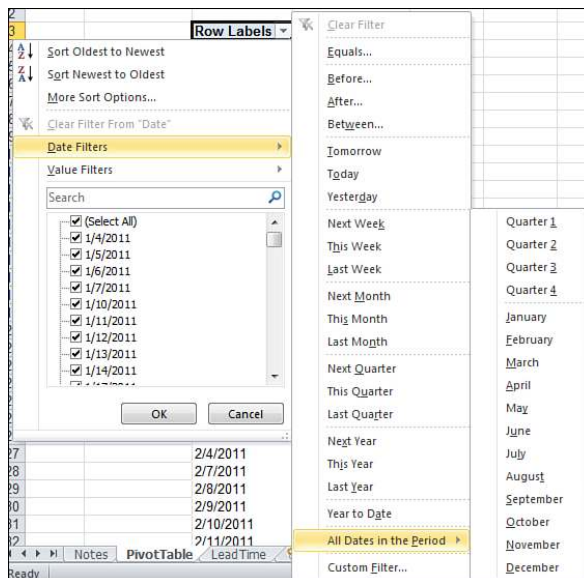 2
3
Row Labels
Sort Oldest to Newest
Sort Newest to Oldest
More Sort Options...
Clear Filter From "Date"
Date Filters
Value Filters
Search
(Select All)
1/4/2011
1/5/2011
1/6/2011
1/7/2011
1/10/2011
1/11/2011
1/12/2011
1/13/2011
1/14/2011
OK
Cancel
27
2/4/2011
28
2/7/2011
29
2/8/2011
30
2/9/2011
31
2/10/2011
32
2/11/2011
Notes
PivotTable
LeadTime
Ready
Clear Filter
Equals...
Before...
After...
Between...
Tomorrow
Today
Yesterday
Next Week
This Week
Last Week
Next Month
This Month
Last Month
Next Quarter
This Quarter
Last Quarter
Next Year
This Year
Last Year
Year to Date
All Dates in the Period
Custom Filter...
Quarter 1
Quarter 2
Quarter 3
Quarter 4
January
February
March
April
May
June
July
August
September
October
November
December